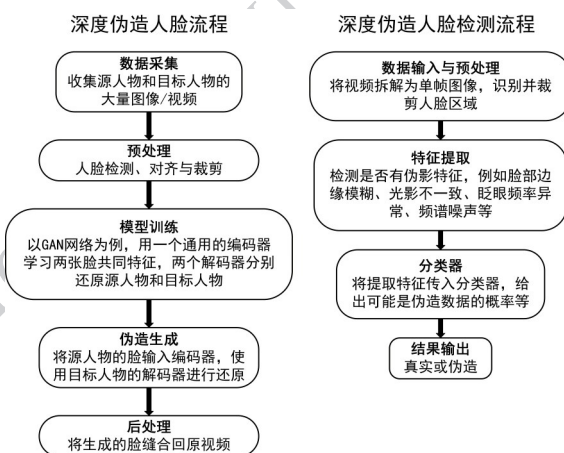 深度伪造人脸流程
数据采集
收集源人物和目标人物的
大量图像/视频
预处理
人脸检测、对齐与裁剪
模型训练
以GAN网络为例，用一个通用的编码器
学习两张脸共同特征，两个解码器分别
还原源人物和目标人物
伪造生成
将源人物的脸输入编码器，使
用目标人物的解码器进行还原
后处理
将生成的脸缝合回原视频
深度伪造人脸检测流程
数据输入与预处理
将视频拆解为单帧图像，识别并裁
剪人脸区域
特征提取
检测是否有伪影特征，例如脸部边
缘模糊、光影不一致、眨眼频率异
常、频谱噪声等
分类器
将提取特征传入分类器，给
出可能是伪造数据的概率等
结果输出
真实或伪造